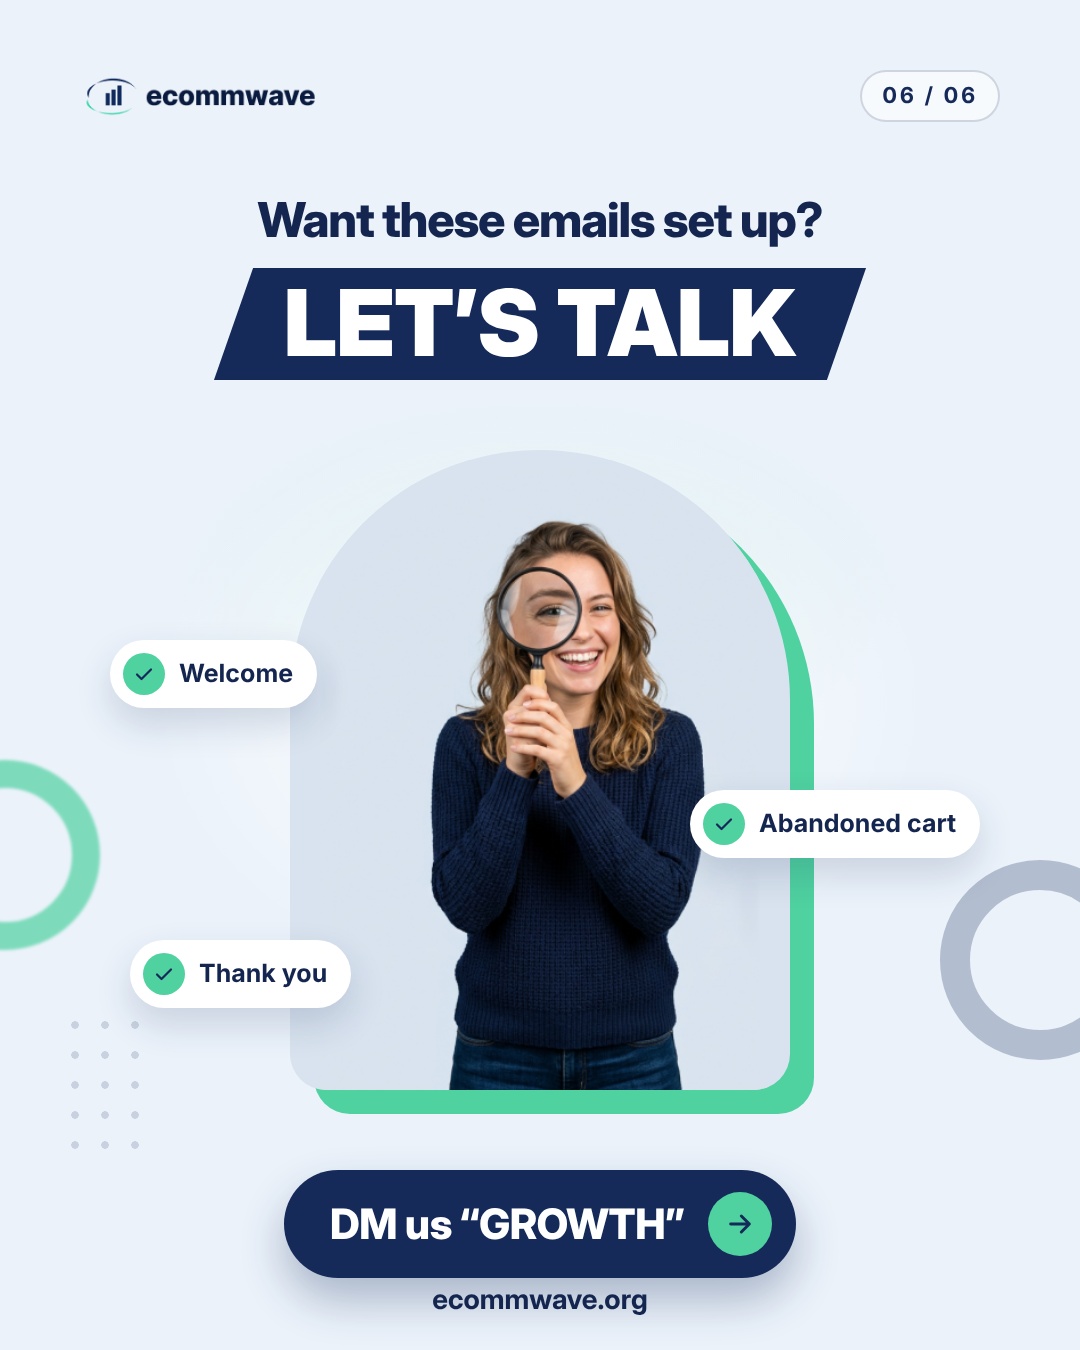 ecommwave
06 / 06
Want these emails set up?
LET’S TALK
Welcome
Abandoned cart
Thank you
DM us “GROWTH”
ecommwave.org